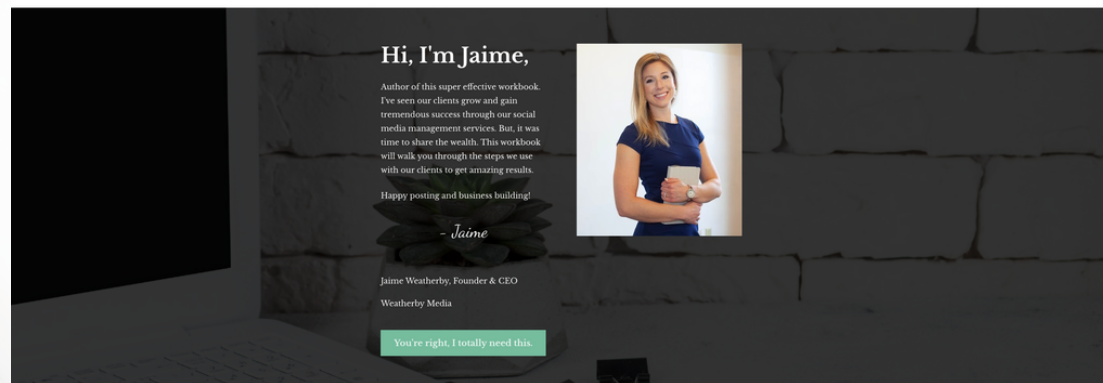 Hi, I'm Jaime,
Author of this super effective workbook.
I've seen our clients grow and gain
tremendous success through our social
media management services. But, it was
time to share the wealth. This workbook
will walk you through the steps we use
with our clients to get amazing results.
Happy posting and business building!
- Jaime
Jaime Weatherby, Founder & CEO
Weatherby Media
You're right, I totally need this.